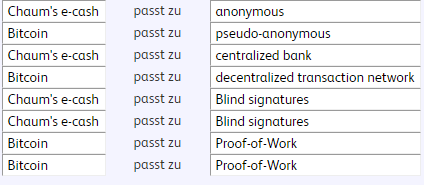 Chaum's e-cash passt zu anonymous
Bitcoin passt zu pseudo-anonymous
Chaum's e-cash passt zu centralized bank
Bitcoin passt zu decentralized transaction network
Chaum's e-cash passt zu Blind signatures
Chaum's e-cash passt zu Blind signatures
Bitcoin passt zu Proof-of-Work
Bitcoin passt zu Proof-of-Work